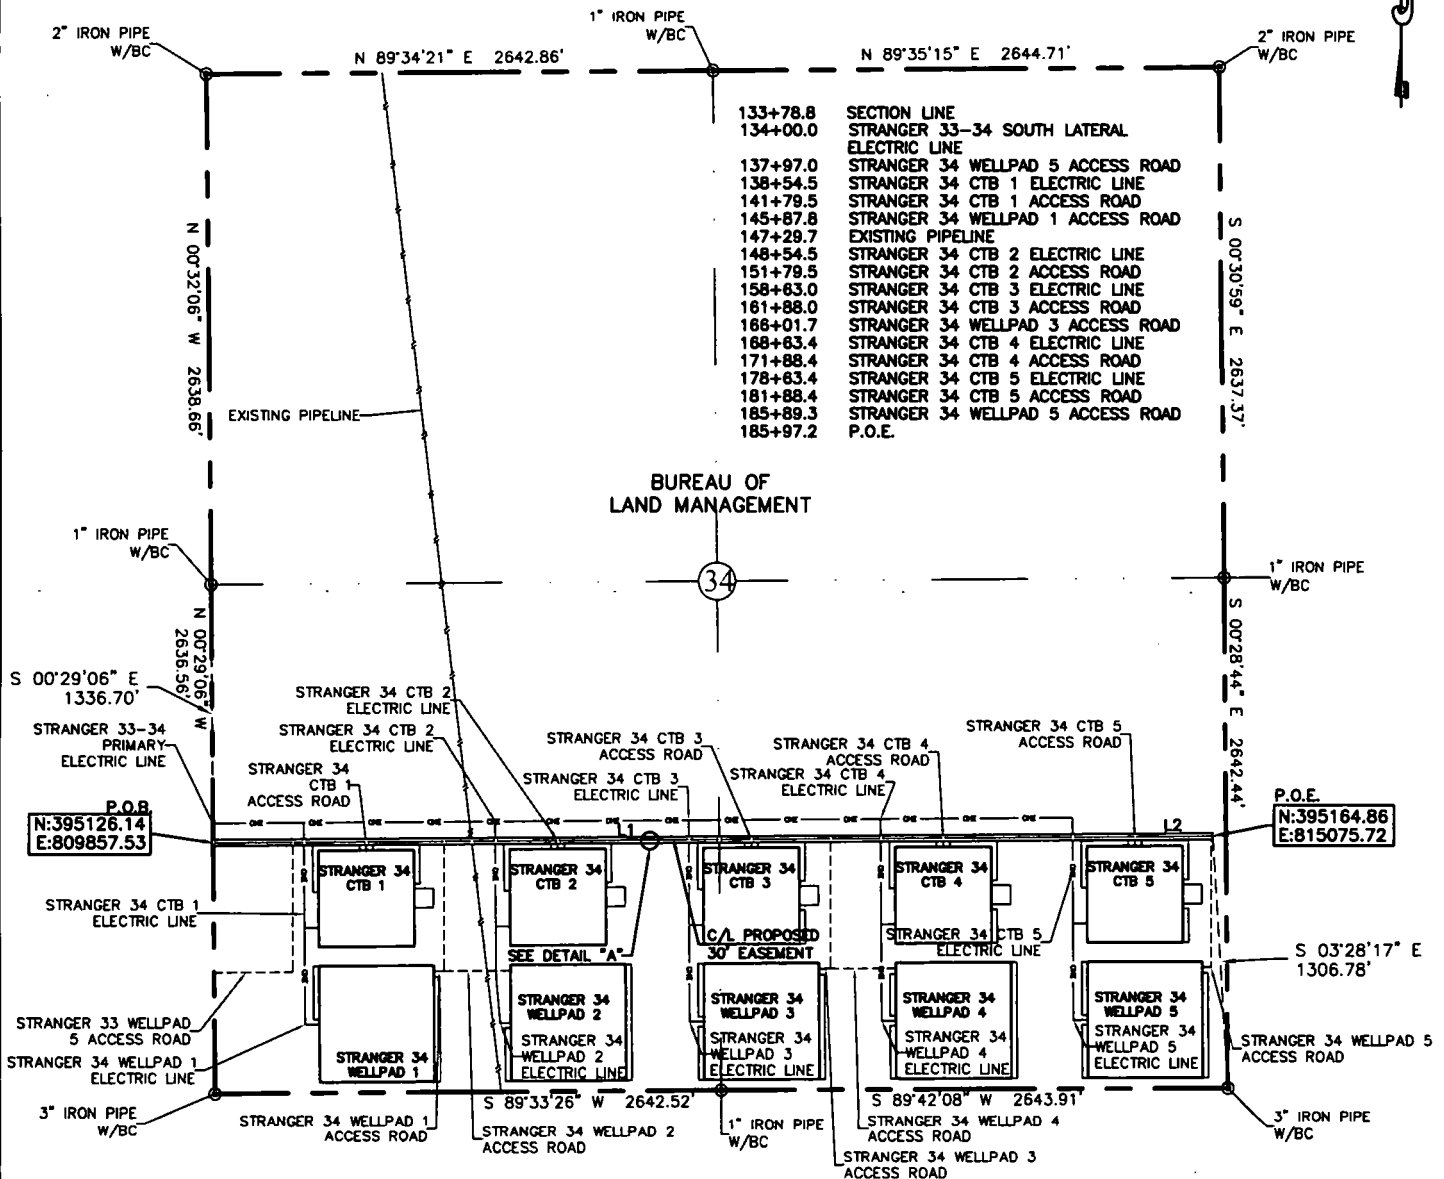 2" IRON PIPE
W/BC
1" IRON PIPE
W/BC
2" IRON PIPE
W/BC
N 89°34'21" E 2642.86'
N 89°35'15" E 2644.71'
133+78.8 SECTION LINE
134+00.0 STRANGER 33-34 SOUTH LATERAL
ELECTRIC LINE
137+97.0 STRANGER 34 WELLPAD 5 ACCESS ROAD
138+54.5 STRANGER 34 CTB 1 ELECTRIC LINE
141+79.5 STRANGER 34 CTB 1 ACCESS ROAD
145+87.8 STRANGER 34 WELLPAD 1 ACCESS ROAD
147+29.7 EXISTING PIPELINE
148+54.5 STRANGER 34 CTB 2 ELECTRIC LINE
151+79.5 STRANGER 34 CTB 2 ACCESS ROAD
158+63.0 STRANGER 34 CTB 3 ELECTRIC LINE
161+88.0 STRANGER 34 CTB 3 ACCESS ROAD
166+01.7 STRANGER 34 WELLPAD 3 ACCESS ROAD
168+63.4 STRANGER 34 CTB 4 ELECTRIC LINE
171+88.4 STRANGER 34 CTB 4 ACCESS ROAD
178+63.4 STRANGER 34 CTB 5 ELECTRIC LINE
181+88.4 STRANGER 34 CTB 5 ACCESS ROAD
185+89.3 STRANGER 34 WELLPAD 5 ACCESS ROAD
185+97.2 P.O.E.
N 00°32'06" W 2638.66'
S 00°30'59" E 2637.37'
EXISTING PIPELINE
BUREAU OF
LAND MANAGEMENT
34
1" IRON PIPE
W/BC
1" IRON PIPE
W/BC
N 00°29'06" W
2636.56'
S 00°28'44" E 2642.44'
S 00°29'06" E
1336.70'
STRANGER 33-34
PRIMARY
ELECTRIC LINE
STRANGER 34 CTB 2
ELECTRIC LINE
STRANGER 34 CTB 2
ELECTRIC LINE
STRANGER 34
CTB 1
ACCESS ROAD
STRANGER 34 CTB 3
ACCESS ROAD
STRANGER 34 CTB 3
ELECTRIC LINE
STRANGER 34 CTB 4
ACCESS ROAD
STRANGER 34 CTB 4
ELECTRIC LINE
STRANGER 34 CTB 5
ACCESS ROAD
P.O.B.
N:395126.14
E:809857.53
P.O.E.
N:395164.86
E:815075.72
OHE OHE OHE OHE OHE OHE OHE OHE OHE OHE OHE OHE
L1
L2
STRANGER 34
CTB 1
STRANGER 34
CTB 2
STRANGER 34
CTB 3
STRANGER 34
CTB 4
STRANGER 34
CTB 5
STRANGER 34 CTB 1
ELECTRIC LINE
SEE DETAIL "A"
C/L PROPOSED
30' EASEMENT
STRANGER 34 CTB 5
ELECTRIC LINE
S 03°28'17" E
1306.78'
STRANGER 33 WELLPAD
5 ACCESS ROAD
STRANGER 34 WELLPAD 1
ELECTRIC LINE
STRANGER 34
WELLPAD 1
STRANGER 34
WELLPAD 2
STRANGER 34
WELLPAD 2
ELECTRIC LINE
STRANGER 34
WELLPAD 3
STRANGER 34
WELLPAD 3
ELECTRIC LINE
STRANGER 34
WELLPAD 4
STRANGER 34
WELLPAD 4
ELECTRIC LINE
STRANGER 34
WELLPAD 5
STRANGER 34
WELLPAD 5
ELECTRIC LINE
STRANGER 34 WELLPAD 5
ACCESS ROAD
S 89°33'26" W 2642.52'
S 89°42'08" W 2643.91'
3" IRON PIPE
W/BC
STRANGER 34 WELLPAD 1
ACCESS ROAD
STRANGER 34 WELLPAD 2
ACCESS ROAD
1" IRON PIPE
W/BC
STRANGER 34 WELLPAD 4
ACCESS ROAD
STRANGER 34 WELLPAD 3
ACCESS ROAD
3" IRON PIPE
W/BC